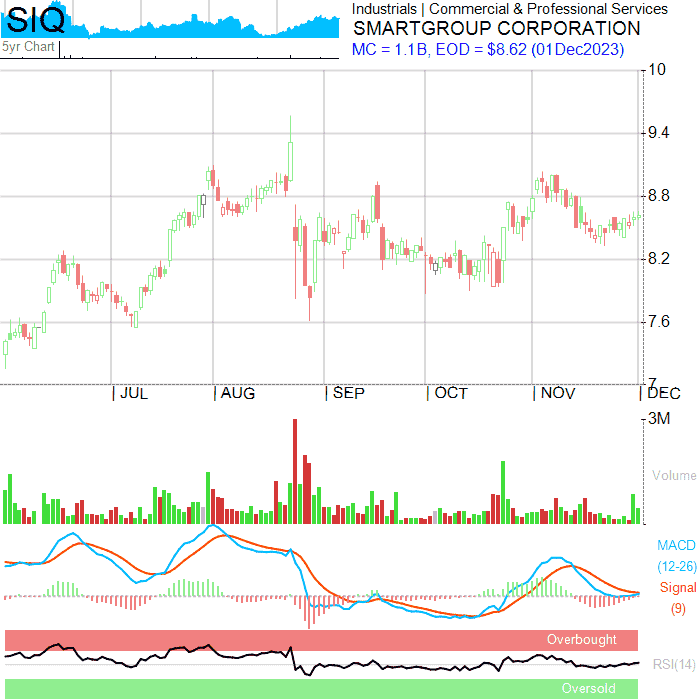 SIQ
5yr Chart
Industrials | Commercial & Professional Services
SMARTGROUP CORPORATION
MC = 1.1B, EOD = $8.62 (01Dec2023)
10
9.4
8.8
8.2
7.6
7
JUL AUG SEP OCT NOV DEC
3M
Volume
MACD
(12-26)
Signal
(9)
Overbought
RSI(14)
Oversold